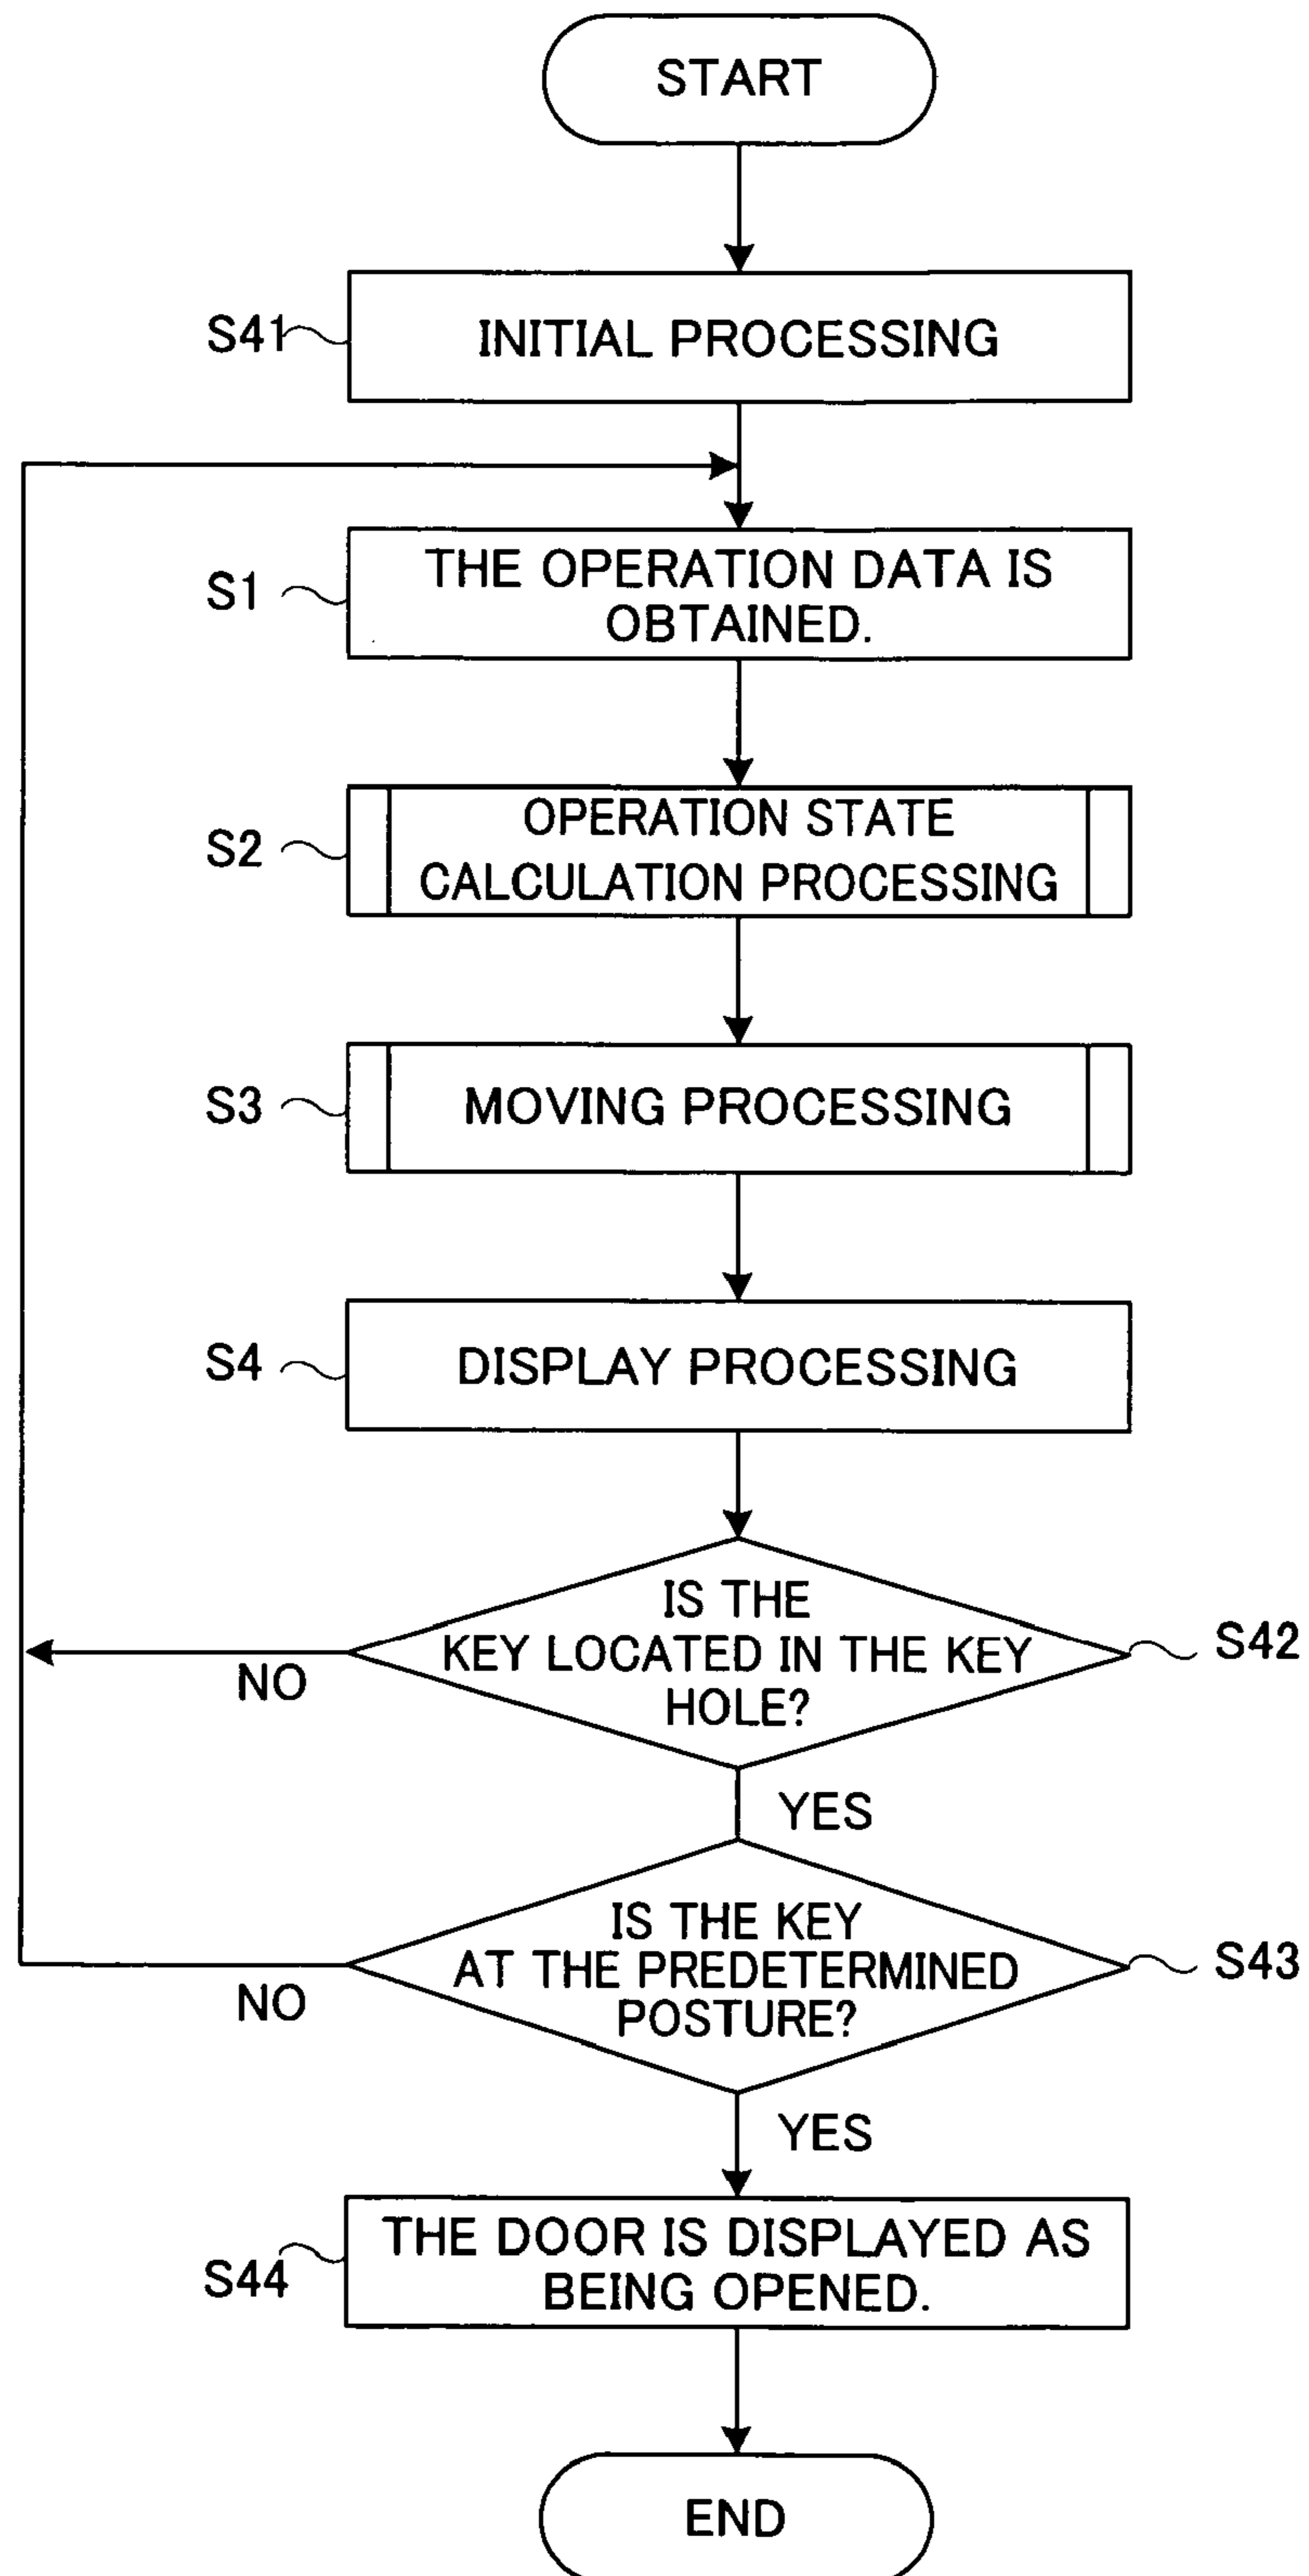 START
S41
INITIAL PROCESSING
S1
THE OPERATION DATA IS
OBTAINED.
S2
OPERATION STATE
CALCULATION PROCESSING
S3
MOVING PROCESSING
S4
DISPLAY PROCESSING
IS THE
KEY LOCATED IN THE KEY
HOLE?
S42
NO
YES
IS THE KEY
AT THE PREDETERMINED
POSTURE?
S43
NO
YES
S44
THE DOOR IS DISPLAYED AS
BEING OPENED.
END